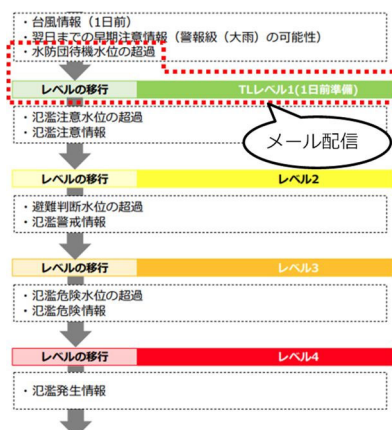 ・台風情報（1日前）
・翌日までの早期注意情報（警報級（大雨）の可能性）
・水防団待機水位の超過
レベルの移行 TLレベル1(1日前準備)
・氾濫注意水位の超過
・氾濫注意情報
メール配信
レベルの移行 レベル2
・避難判断水位の超過
・氾濫警戒情報
レベルの移行 レベル3
・氾濫危険水位の超過
・氾濫危険情報
レベルの移行 レベル4
・氾濫発生情報